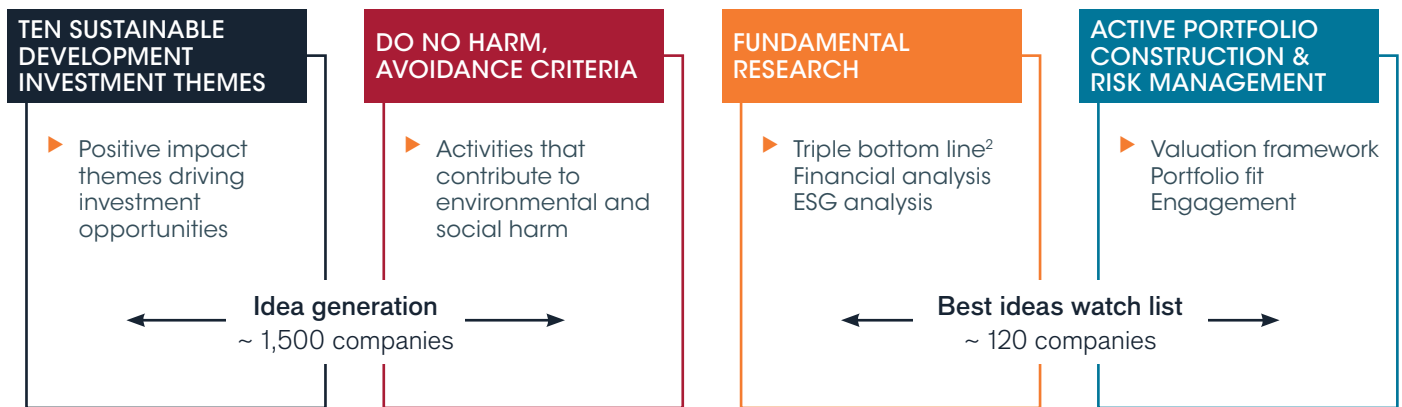 TEN SUSTAINABLE
DEVELOPMENT
INVESTMENT THEMES
Positive impact
themes driving
investment
opportunities
DO NO HARM,
AVOIDANCE CRITERIA
Activities that
contribute to
environmental and
social harm
Idea generation
~ 1,500 companies
FUNDAMENTAL
RESEARCH
Triple bottom line²
Financial analysis
ESG analysis
ACTIVE PORTFOLIO
CONSTRUCTION &
RISK MANAGEMENT
Valuation framework
Portfolio fit
Engagement
Best ideas watch list
~ 120 companies